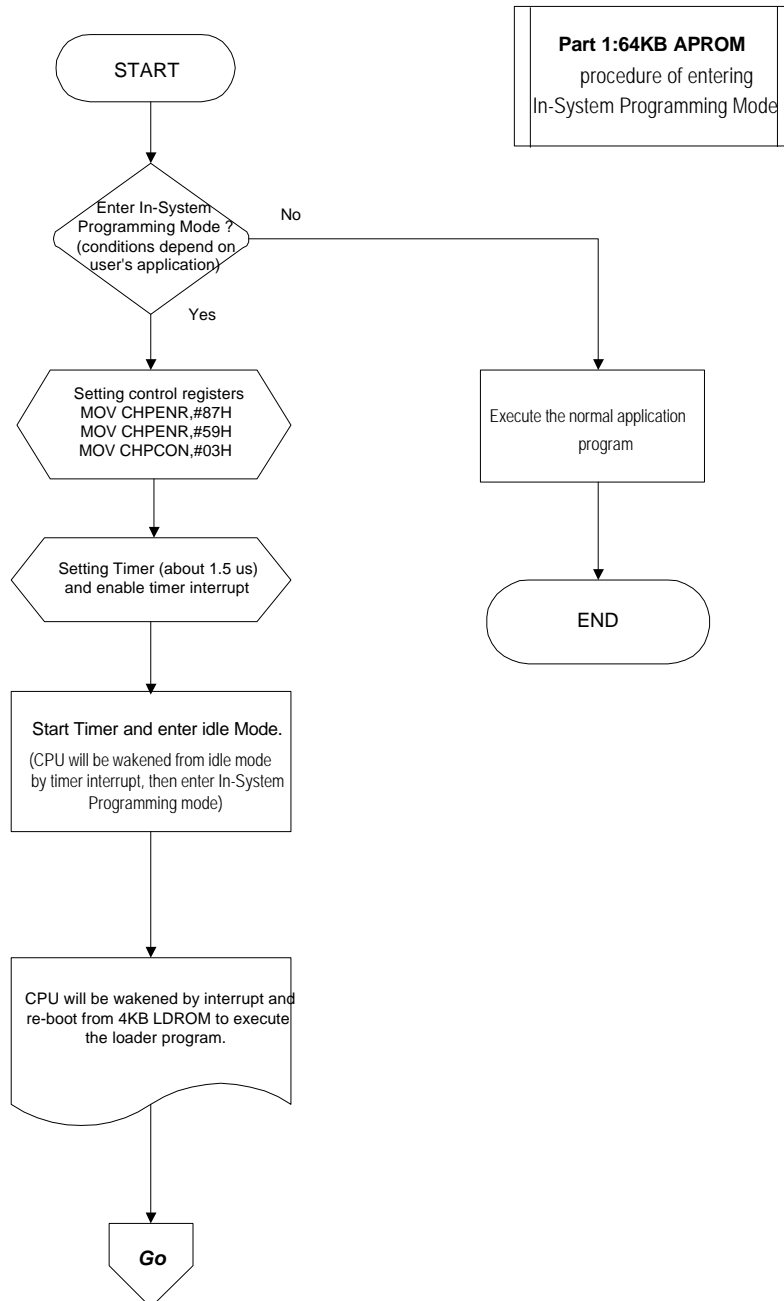 Part 1:64KB APROM
procedure of entering
In-System Programming Mode
START
Enter In-System
Programming Mode ?
(conditions depend on
user's application)
No
Yes
Setting control registers
MOV CHPENR,#87H
MOV CHPENR,#59H
MOV CHPCON,#03H
Execute the normal application
program
Setting Timer (about 1.5 us)
and enable timer interrupt
END
Start Timer and enter idle Mode.
(CPU will be wakened from idle mode
by timer interrupt, then enter In-System
Programming mode)
CPU will be wakened by interrupt and
re-boot from 4KB LDROM to execute
the loader program.
Go